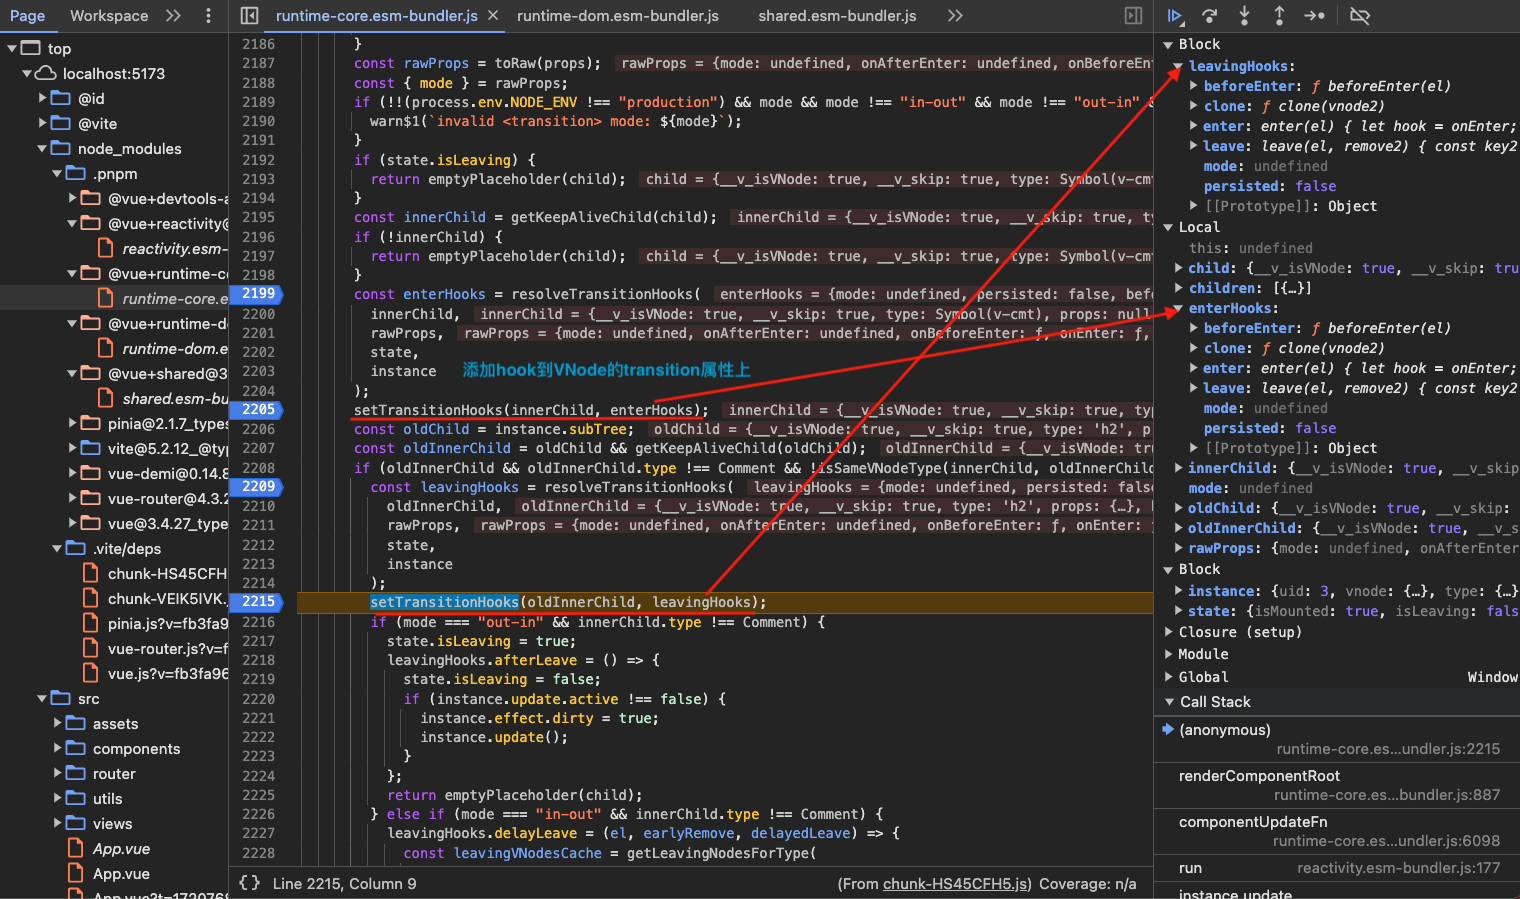 Page Workspace
runtime-core.esm-bundler.js runtime-dom.esm-bundler.js shared.esm-bundler.js
top
localhost:5173
@id
@vite
node_modules
.pnpm
@vue+devtools-a
@vue+reactivity@
reactivity.esm-
@vue+runtime-co
runtime-core.e
@vue+runtime-d
runtime-dom.e
@vue+shared@3
shared.esm-bu
pinia@2.1.7_types
vite@5.2.12_@typ
vue-demi@0.14.8
vue-router@4.3.2
vue@3.4.27_type
.vite/deps
chunk-HS45CFH
chunk-VEIK5IVK.
pinia.js?v=fb3fa9
vue-router.js?v=f
vue.js?v=fb3fa96
src
assets
components
router
utils
views
App.vue
App.vue
App.vue?t=1720769
2186 }
2187 const rawProps = toRaw(props); rawProps = {mode: undefined, onAfterEnter: undefined, onBeforeEnt
2188 const { mode } = rawProps;
2189 if (!!(process.env.NODE_ENV !== "production") && mode && mode !== "in-out" && mode !== "out-in" &
2190 warn$1(`invalid <transition> mode: ${mode}`);
2191 }
2192 if (state.isLeaving) {
2193 return emptyPlaceholder(child); child = {__v_isVNode: true, __v_skip: true, type: Symbol(v-cmt
2194 }
2195 const innerChild = getKeepAliveChild(child); innerChild = {__v_isVNode: true, __v_skip: true, ty
2196 if (!innerChild) {
2197 return emptyPlaceholder(child); child = {__v_isVNode: true, __v_skip: true, type: Symbol(v-cmt
2198 }
2199 const enterHooks = resolveTransitionHooks( enterHooks = {mode: undefined, persisted: false, bef
2200 innerChild, innerChild = {__v_isVNode: true, __v_skip: true, type: Symbol(v-cmt), props: null
2201 rawProps, rawProps = {mode: undefined, onAfterEnter: undefined, onBeforeEnter: ƒ, onEnter: ƒ,
2202 state,
2203 instance 添加hook到VNode的transition属性上
2204 );
2205 setTransitionHooks(innerChild, enterHooks); innerChild = {__v_isVNode: true, __v_skip: true, typ
2206 const oldChild = instance.subTree; oldChild = {__v_isVNode: true, __v_skip: true, type: 'h2', p
2207 const oldInnerChild = oldChild && getKeepAliveChild(oldChild); oldInnerChild = {__v_isVNode: tru
2208 if (oldInnerChild && oldInnerChild.type !== Comment && !isSameVNodeType(innerChild, oldInnerChild
2209 const leavingHooks = resolveTransitionHooks( leavingHooks = {mode: undefined, persisted: false
2210 oldInnerChild, oldInnerChild = {__v_isVNode: true, __v_skip: true, type: 'h2', props: {…},
2211 rawProps, rawProps = {mode: undefined, onAfterEnter: undefined, onBeforeEnter: ƒ, onEnter:
2212 state,
2213 instance
2214 );
2215 setTransitionHooks(oldInnerChild, leavingHooks);
2216 if (mode === "out-in" && innerChild.type !== Comment) {
2217 state.isLeaving = true;
2218 leavingHooks.afterLeave = () => {
2219 state.isLeaving = false;
2220 if (instance.update.active !== false) {
2221 instance.effect.dirty = true;
2222 instance.update();
2223 }
2224 };
2225 return emptyPlaceholder(child);
2226 } else if (mode === "in-out" && innerChild.type !== Comment) {
2227 leavingHooks.delayLeave = (el, earlyRemove, delayedLeave) => {
2228 const leavingVNodesCache = getLeavingNodesForType(
{} Line 2215, Column 9 (From chunk-HS45CFH5.js) Coverage: n/a
Block
leavingHooks:
beforeEnter: ƒ beforeEnter(el)
clone: ƒ clone(vnode2)
enter: enter(el) { let hook = onEnter;
leave: leave(el, remove2) { const key2
mode: undefined
persisted: false
[[Prototype]]: Object
Local
this: undefined
child: {__v_isVNode: true, __v_skip: tru
children: [{…}]
enterHooks:
beforeEnter: ƒ beforeEnter(el)
clone: ƒ clone(vnode2)
enter: enter(el) { let hook = onEnter;
leave: leave(el, remove2) { const key2
mode: undefined
persisted: false
[[Prototype]]: Object
innerChild: {__v_isVNode: true, __v_skip
mode: undefined
oldChild: {__v_isVNode: true, __v_skip:
oldInnerChild: {__v_isVNode: true, __v
rawProps: {mode: undefined, onAfterEnter
Block
instance: {uid: 3, vnode: {…}, type: {…}
state: {isMounted: true, isLeaving: fals
Closure (setup)
Module
Global Window
Call Stack
(anonymous)
runtime-core.es…undler.js:2215
renderComponentRoot
runtime-core.es…bundler.js:887
componentUpdateFn
runtime-core.es…undler.js:6098
run reactivity.esm-bundler.js:177
instance.update